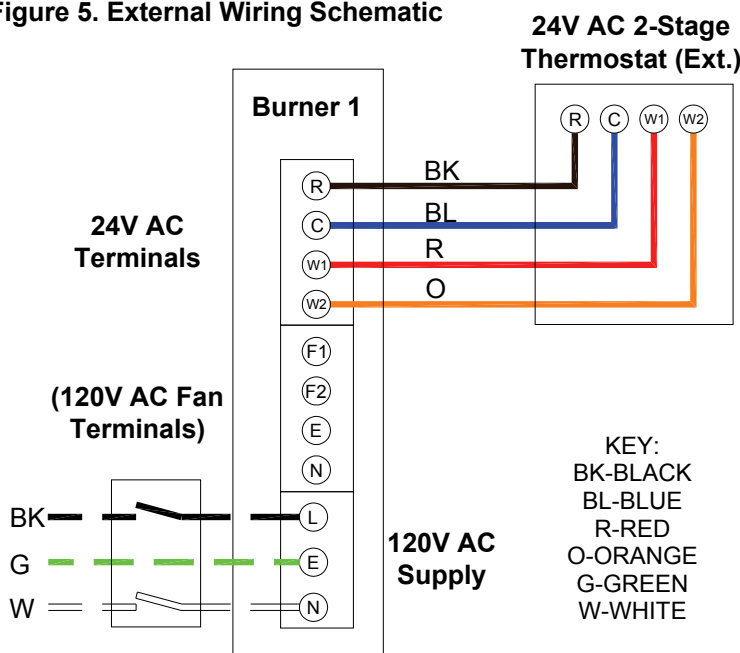 Figure 5. External Wiring Schematic
24V AC 2-Stage
Thermostat (Ext.)
Burner 1
R C W1 W2
24V AC
Terminals
R
C
W1
W2
BK
BL
R
O
(120V AC Fan
Terminals)
F1
F2
E
N
BK
G
W
L
E
N
120V AC
Supply
KEY:
BK-BLACK
BL-BLUE
R-RED
O-ORANGE
G-GREEN
W-WHITE